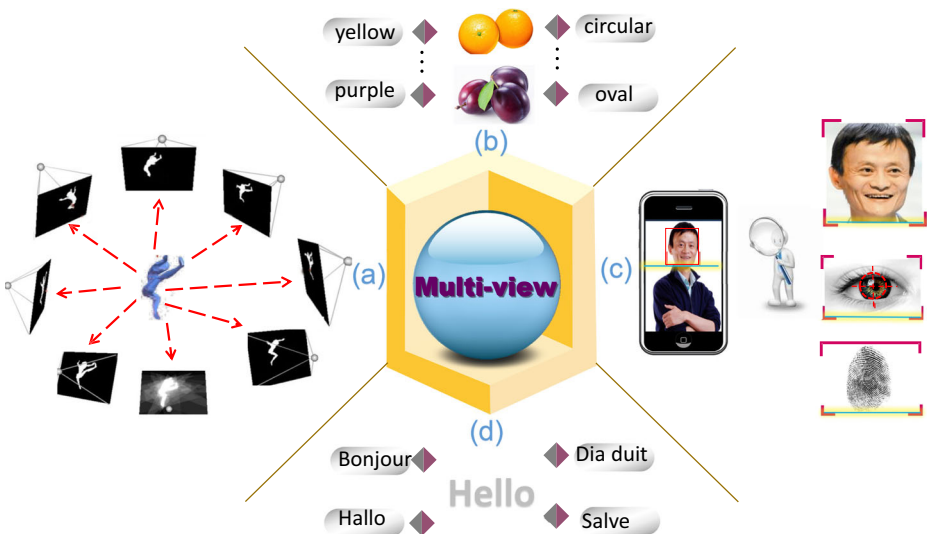 yellow
circular
purple
oval
(b)
(a)
Multi-view
(c)
(d)
Bonjour
Dia duit
Hello
Hallo
Salve